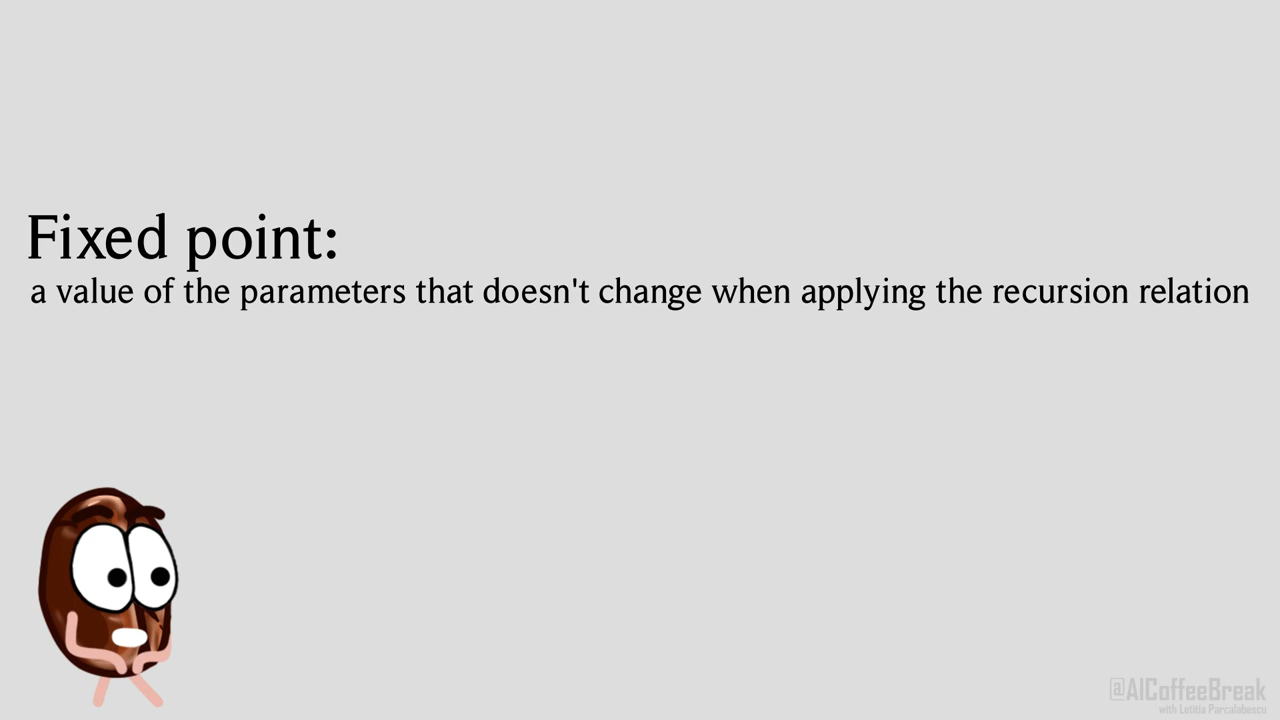 Fixed point:
a value of the parameters that doesn't change when applying the recursion relation
@AICoffeeBreak
with Letitia Parcalabescu